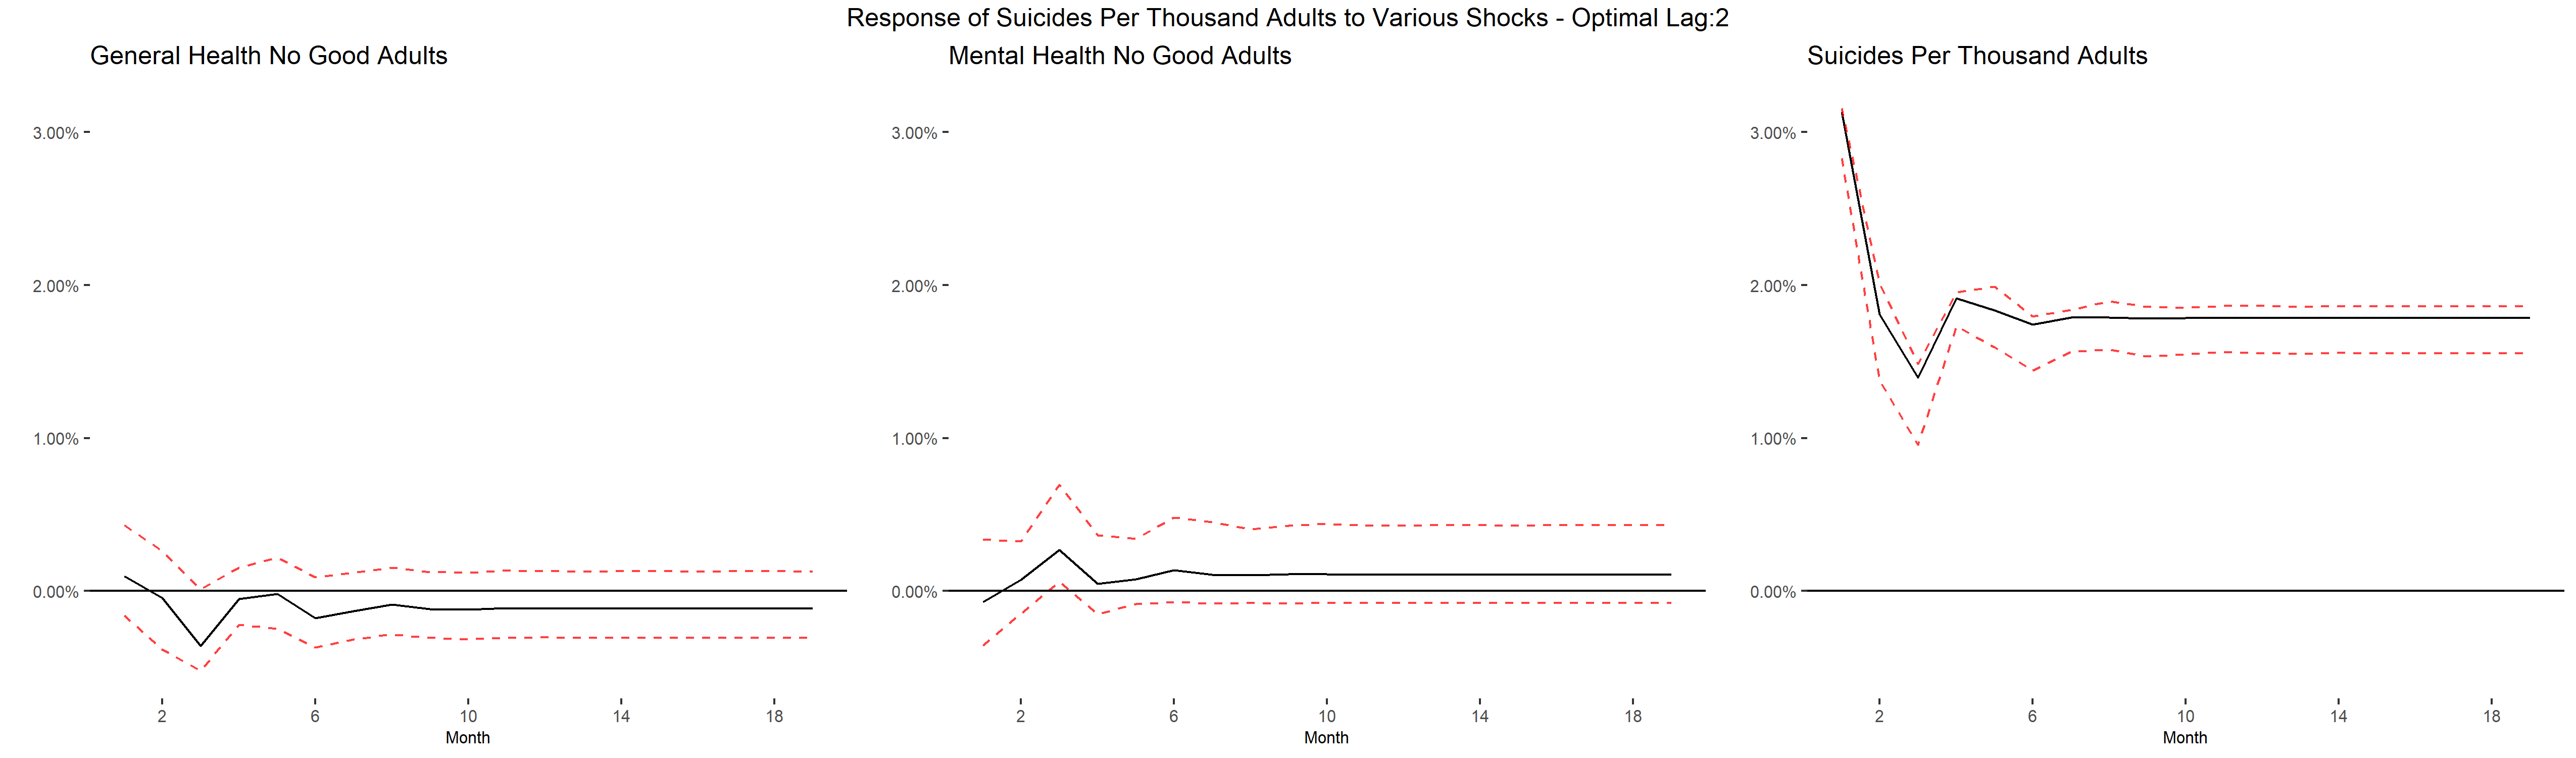 Response of Suicides Per Thousand Adults to Various Shocks - Optimal Lag:2
General Health No Good Adults
3.00%
2.00%
1.00%
0.00%
2 6 10 14 18
Month
Mental Health No Good Adults
3.00%
2.00%
1.00%
0.00%
2 6 10 14 18
Month
Suicides Per Thousand Adults
3.00%
2.00%
1.00%
0.00%
2 6 10 14 18
Month